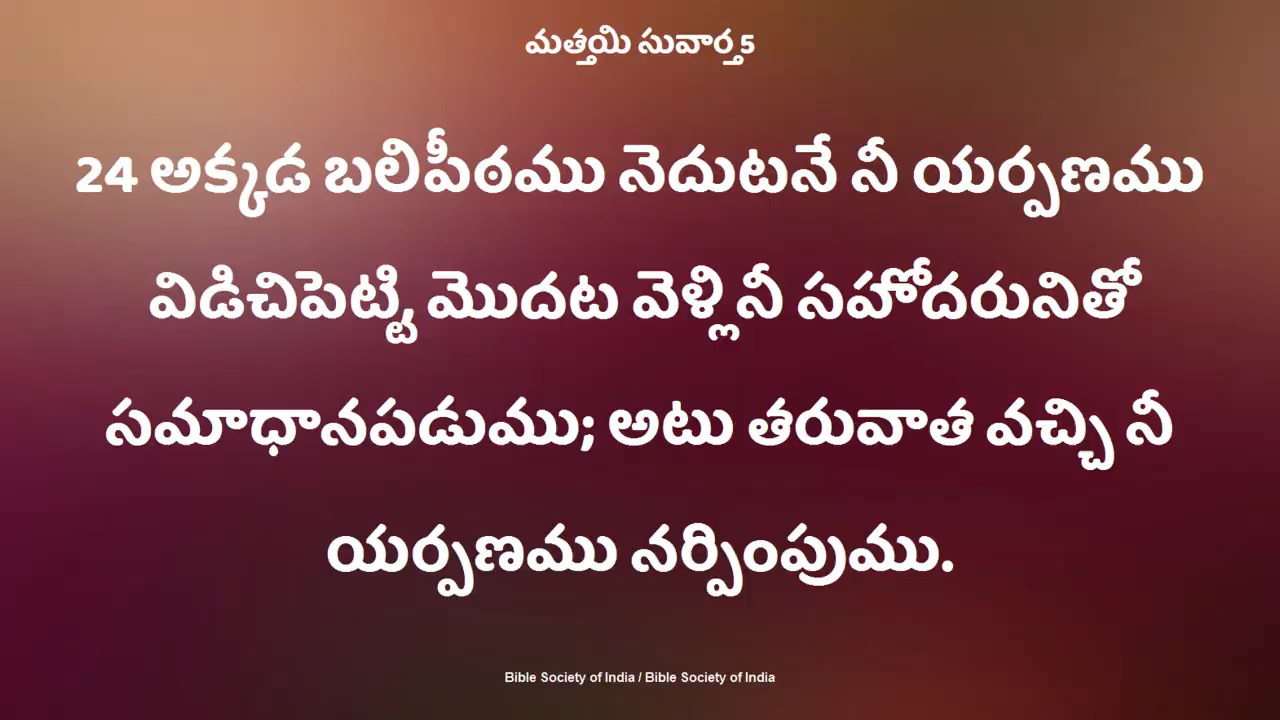 మత్తయి సువార్త 5
24 అక్కడ బలిపీఠము నెదుటనే నీ యర్పణము
విడిచిపెట్టి, మొదట వెళ్లి నీ సహోదరునితో
సమాధానపడుము; అటు తరువాత వచ్చి నీ
యర్పణము నర్పింపుము.
Bible Society of India / Bible Society of India